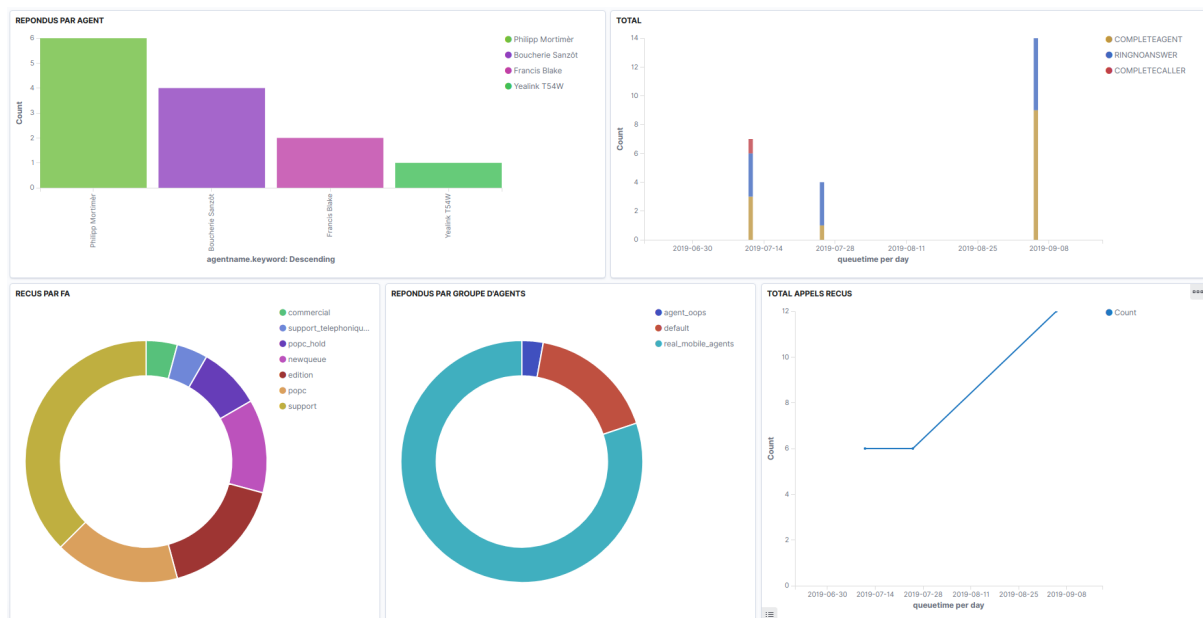 REPONDUS PAR AGENT
6
5
4
3
2
1
0
Count
Philipp Mortimèr
Boucherie Sanzôt
Francis Blake
Yealink T54W
agentname.keyword: Descending
Philipp Mortimèr
Boucherie Sanzôt
Francis Blake
Yealink T54W
TOTAL
14
12
10
8
6
4
2
0
Count
2019-06-30
2019-07-14
2019-07-28
2019-08-11
2019-08-25
2019-09-08
queuetime per day
COMPLETEAGENT
RINGNOANSWER
COMPLETECALLER
RECUS PAR FA
commercial
support_telephoniqu...
popc_hold
newqueue
edition
popc
support
REPONDUS PAR GROUPE D'AGENTS
agent_oops
default
real_mobile_agents
TOTAL APPELS RECUS
12
10
8
6
4
2
0
Count
2019-06-30
2019-07-14
2019-07-28
2019-08-11
2019-08-25
2019-09-08
queuetime per day
Count